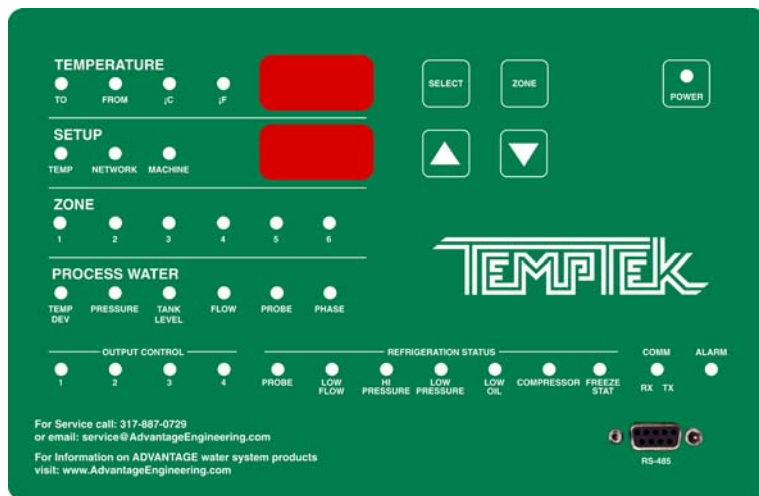 TEMPERATURE
TO FROM ¡C ¡F
SELECT ZONE
POWER
SETUP
TEMP NETWORK MACHINE
ZONE
1 2 3 4 5 6
TEMPTEK
PROCESS WATER
TEMP DEV PRESSURE TANK LEVEL FLOW PROBE PHASE
OUTPUT CONTROL
1 2 3 4
REFRIGERATION STATUS
PROBE LOW FLOW HI PRESSURE LOW PRESSURE LOW OIL COMPRESSOR FREEZE STAT
COMM
RX TX
ALARM
For Service call: 317-887-0729
or email: service@AdvantageEngineering.com
For Information on ADVANTAGE water system products
visit: www.AdvantageEngineering.com
RS-485